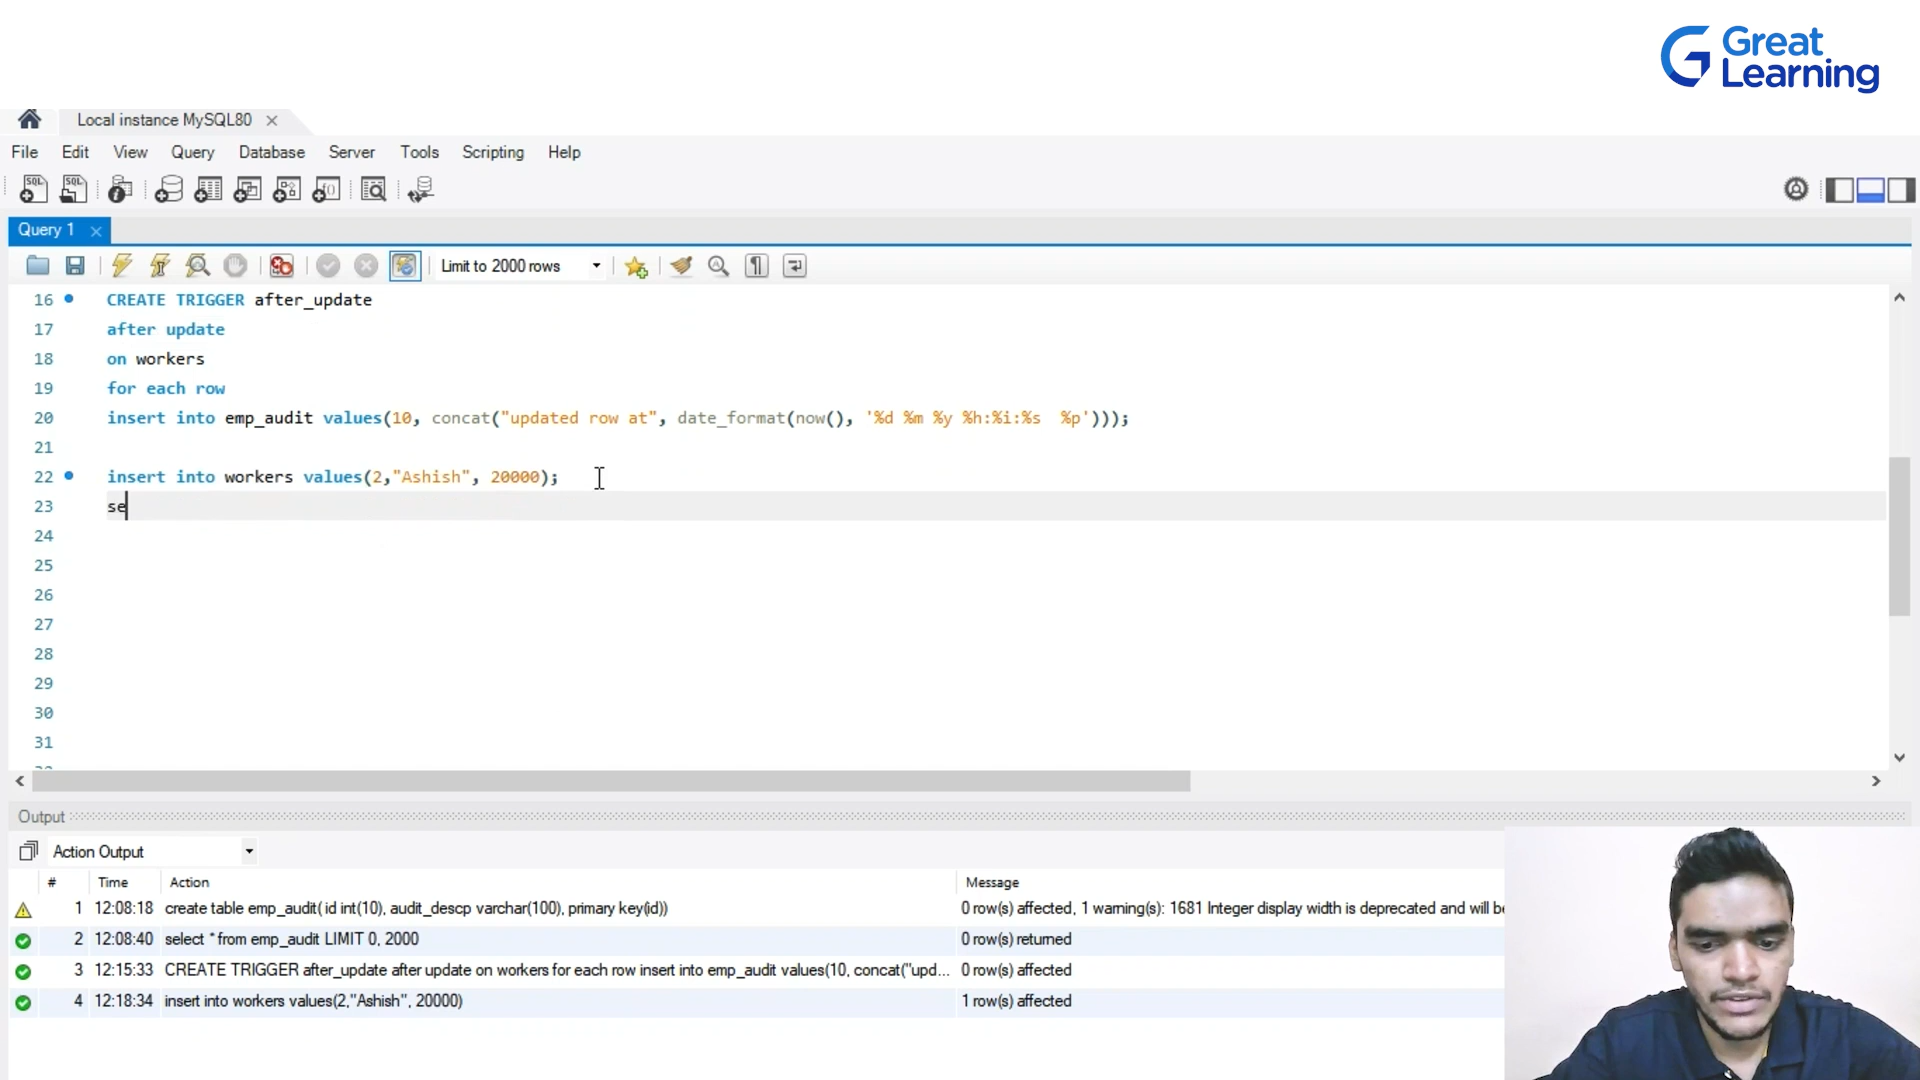 Great
Learning
Local instance MySQL80
File Edit View Query Database Server Tools Scripting Help
Query 1
Limit to 2000 rows
16 CREATE TRIGGER after_update
17 after update
18 on workers
19 for each row
20 insert into emp_audit values(10, concat("updated row at", date_format(now(), '%d %m %y %h:%i:%s  %p')));
21
22 insert into workers values(2,"Ashish", 20000);
23 se
24
25
26
27
28
29
30
31
Output
Action Output
# Time Action Message
1 12:08:18 create table emp_audit( id int(10), audit_descp varchar(100), primary key(id)) 0 row(s) affected, 1 warning(s): 1681 Integer display width is deprecated and will be
2 12:08:40 select * from emp_audit LIMIT 0, 2000 0 row(s) returned
3 12:15:33 CREATE TRIGGER after_update after update on workers for each row insert into emp_audit values(10, concat("upd... 0 row(s) affected
4 12:18:34 insert into workers values(2,"Ashish", 20000) 1 row(s) affected